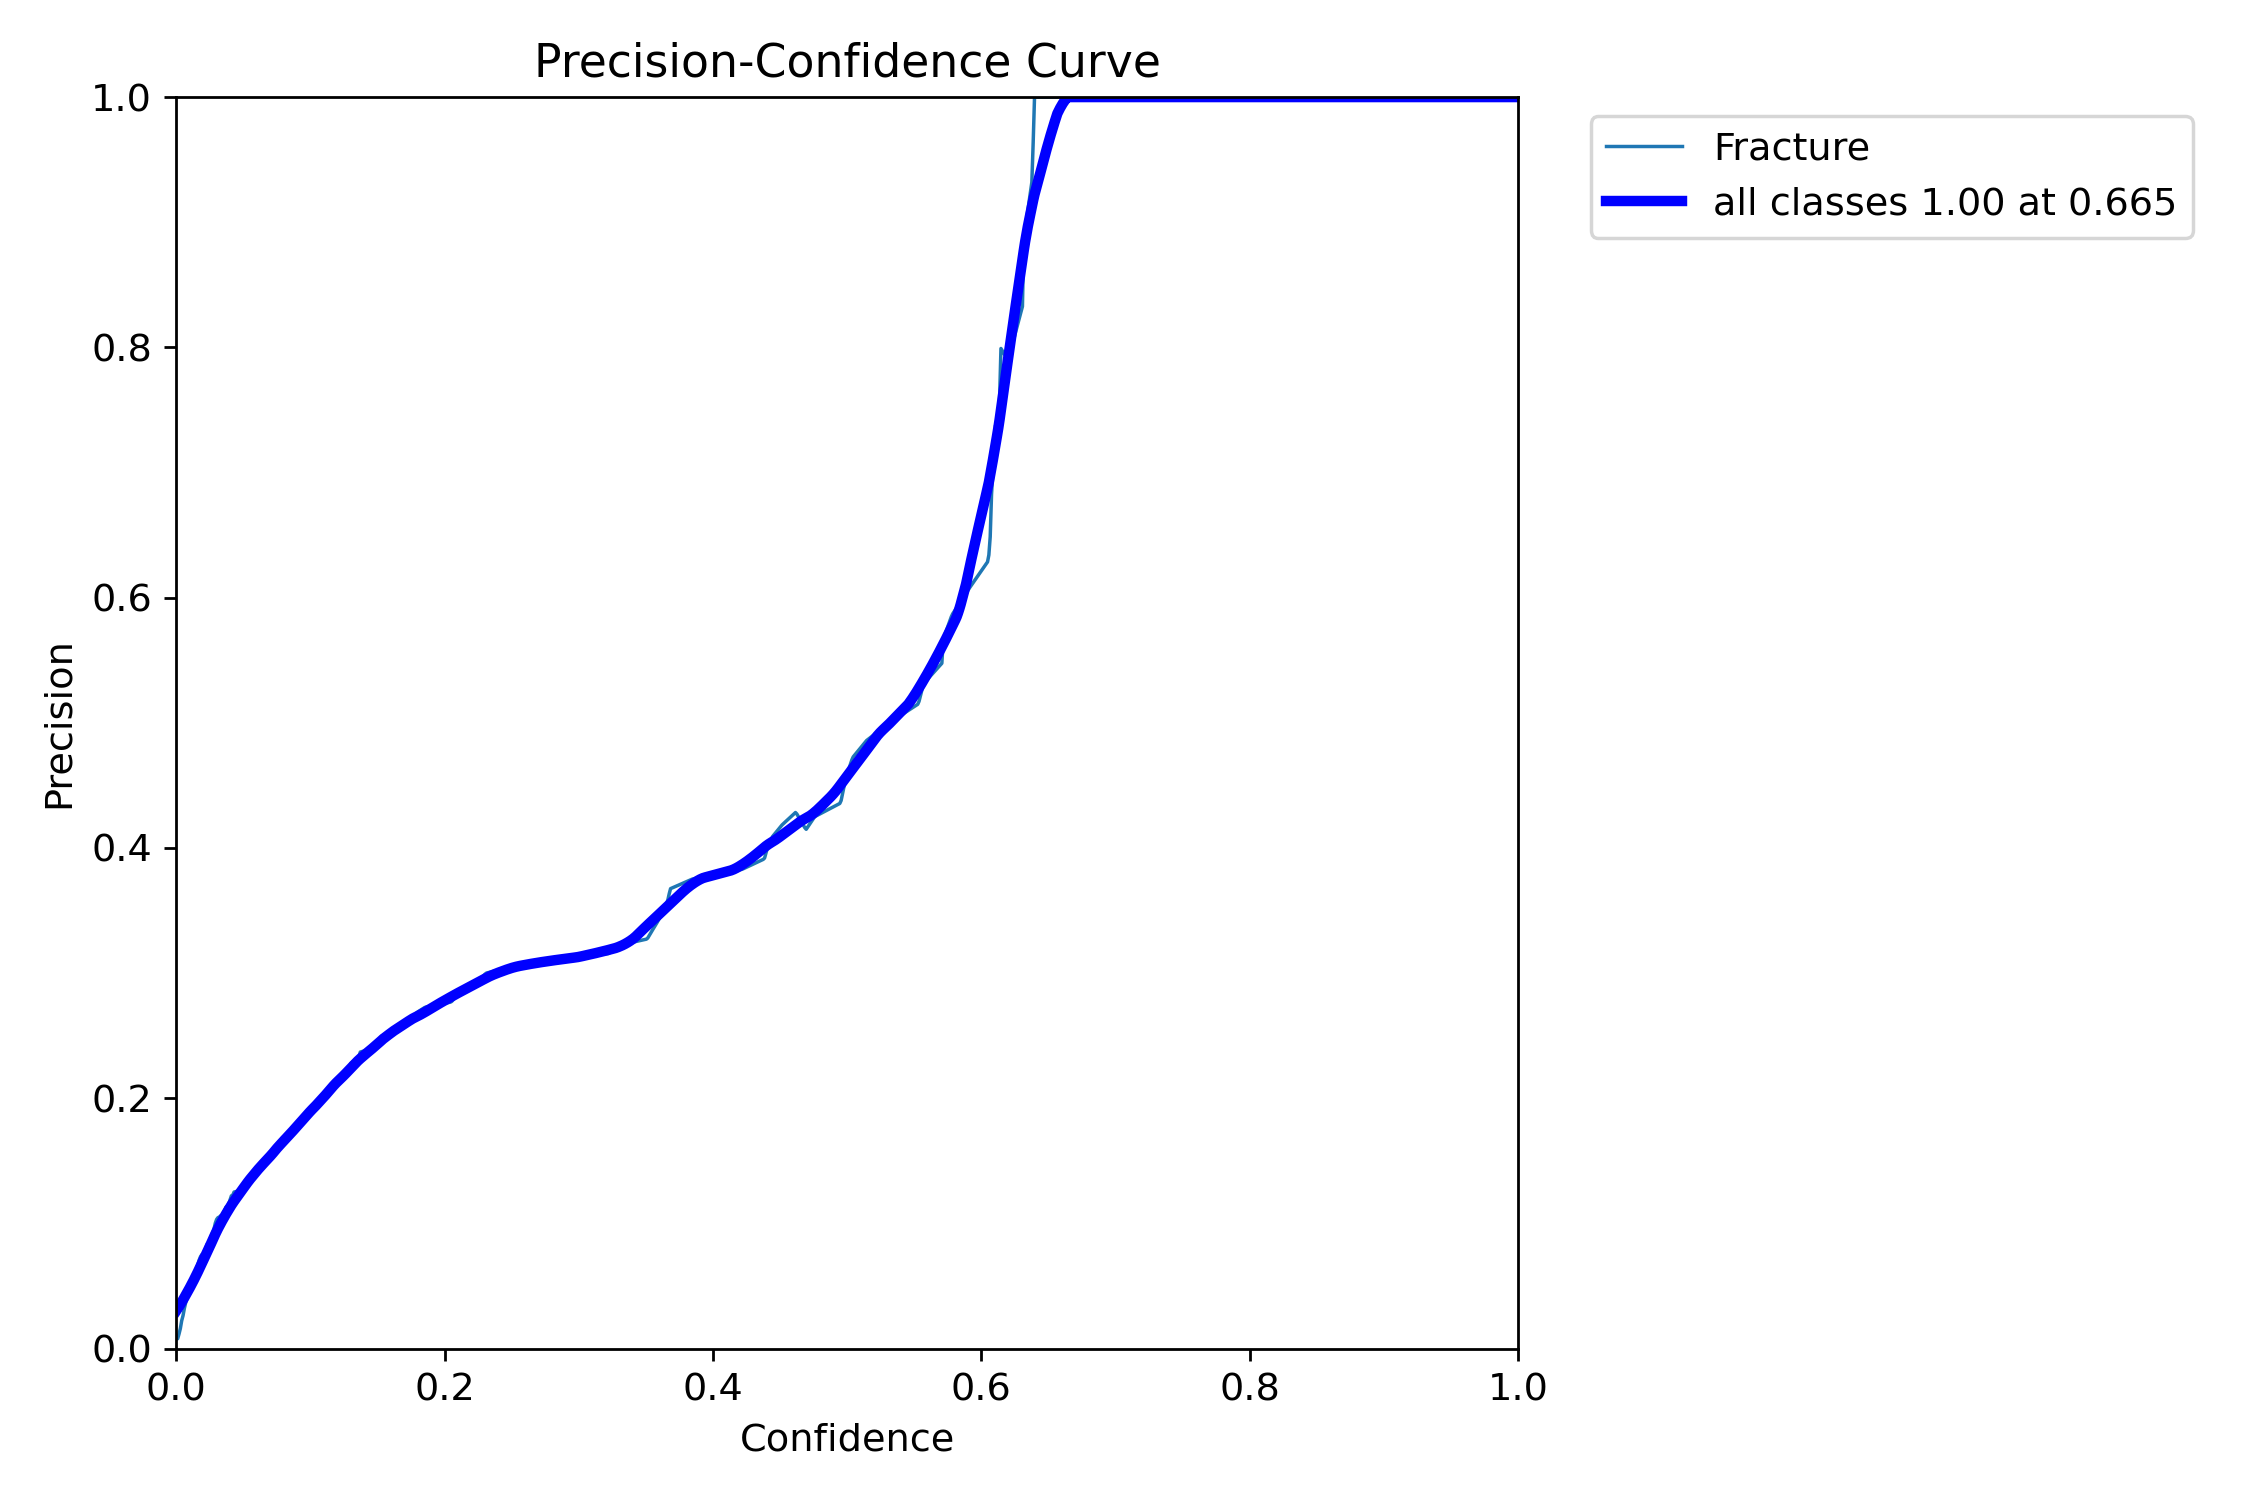 Precision-Confidence Curve
1.0
0.8
0.6
0.4
0.2
0.0
Precision
0.0 0.2 0.4 0.6 0.8 1.0
Confidence
Fracture
all classes 1.00 at 0.665